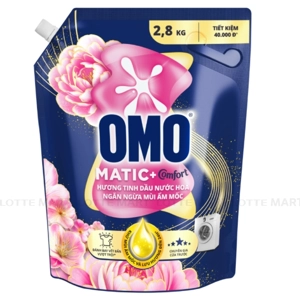 2,8 KG
TIẾT KIỆM
40.000 Đ*
OMO
MATIC+ Comfort
HƯƠNG TINH DẦU NƯỚC HOA
NGĂN NGỪA MÙI ẨM MỐC
LOTTE MART